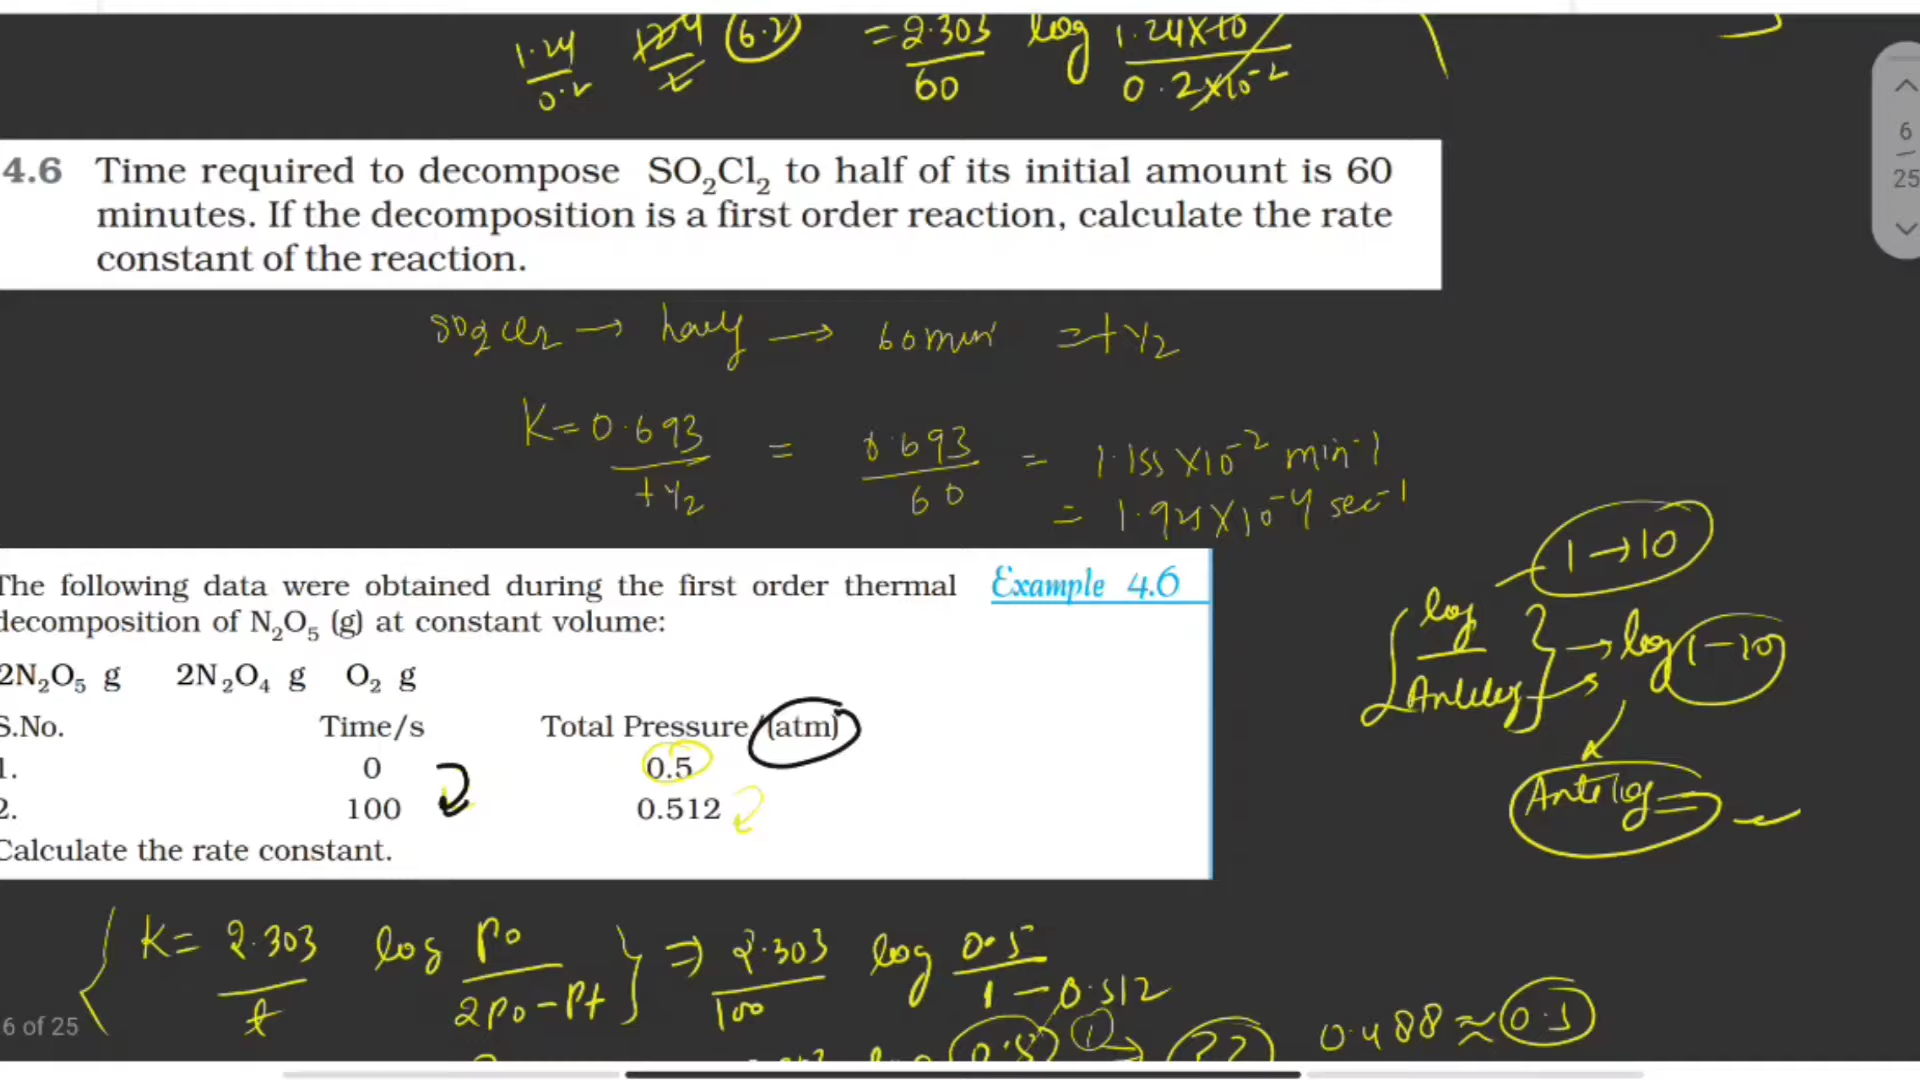 1.24/0.2 (6.2) = 2.303/60 log 1.24×10/0.2×10-2
6
25
4.6 Time required to decompose SO2Cl2 to half of its initial amount is 60
minutes. If the decomposition is a first order reaction, calculate the rate
constant of the reaction.
→ half → 60 min = t1/2
K = 0.693/t1/2 = 0.693/60 = 1.155 × 10-2 min-1
= × 10-4 sec-1
1→10
The following data were obtained during the first order thermal Example 4.6
decomposition of N2O5 (g) at constant volume:
log → log (1-10)
Antilog
2N2O5 g 2N2O4 g O2 g
S.No. Time/s Total Pressure/(atm)
1. 0 0.5
2. 100 0.512
Antilog =
Calculate the rate constant.
K = 2.303/t log Po/2Po-Pt ⇒ 2.303/100 log 0.5/1-0.512
6 of 25
0.488 ≈ 0.5